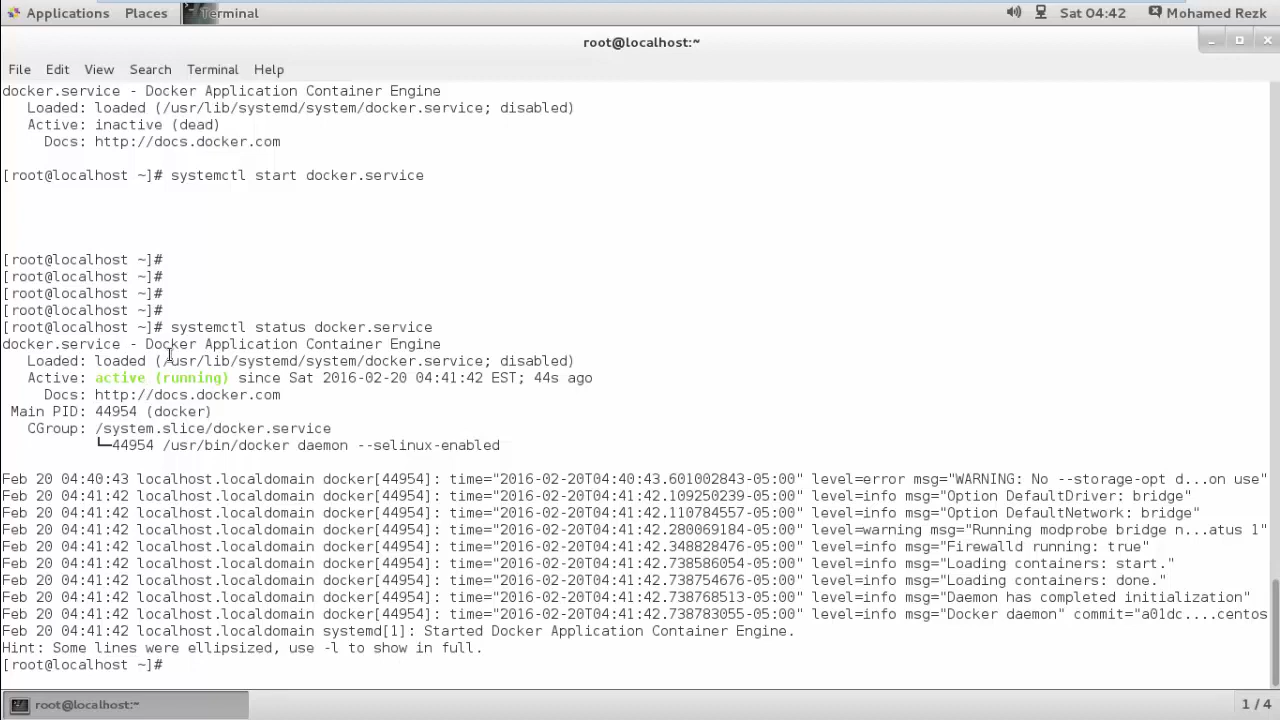 Applications Places Terminal Sat 04:42 Mohamed Rezk
root@localhost:~
File Edit View Search Terminal Help
docker.service - Docker Application Container Engine
   Loaded: loaded (/usr/lib/systemd/system/docker.service; disabled)
   Active: inactive (dead)
     Docs: http://docs.docker.com
[root@localhost ~]# systemctl start docker.service
[root@localhost ~]#
[root@localhost ~]#
[root@localhost ~]#
[root@localhost ~]#
[root@localhost ~]# systemctl status docker.service
docker.service - Docker Application Container Engine
   Loaded: loaded (/usr/lib/systemd/system/docker.service; disabled)
   Active: active (running) since Sat 2016-02-20 04:41:42 EST; 44s ago
     Docs: http://docs.docker.com
 Main PID: 44954 (docker)
   CGroup: /system.slice/docker.service
           └─44954 /usr/bin/docker daemon --selinux-enabled
Feb 20 04:40:43 localhost.localdomain docker[44954]: time="2016-02-20T04:40:43.601002843-05:00" level=error msg="WARNING: No --storage-opt d...on use"
Feb 20 04:41:42 localhost.localdomain docker[44954]: time="2016-02-20T04:41:42.109250239-05:00" level=info msg="Option DefaultDriver: bridge"
Feb 20 04:41:42 localhost.localdomain docker[44954]: time="2016-02-20T04:41:42.110784557-05:00" level=info msg="Option DefaultNetwork: bridge"
Feb 20 04:41:42 localhost.localdomain docker[44954]: time="2016-02-20T04:41:42.280069184-05:00" level=warning msg="Running modprobe bridge n...atus 1"
Feb 20 04:41:42 localhost.localdomain docker[44954]: time="2016-02-20T04:41:42.348828476-05:00" level=info msg="Firewalld running: true"
Feb 20 04:41:42 localhost.localdomain docker[44954]: time="2016-02-20T04:41:42.738586054-05:00" level=info msg="Loading containers: start."
Feb 20 04:41:42 localhost.localdomain docker[44954]: time="2016-02-20T04:41:42.738754676-05:00" level=info msg="Loading containers: done."
Feb 20 04:41:42 localhost.localdomain docker[44954]: time="2016-02-20T04:41:42.738768513-05:00" level=info msg="Daemon has completed initialization"
Feb 20 04:41:42 localhost.localdomain docker[44954]: time="2016-02-20T04:41:42.738783055-05:00" level=info msg="Docker daemon" commit="a01dc....centos
Feb 20 04:41:42 localhost.localdomain systemd[1]: Started Docker Application Container Engine.
Hint: Some lines were ellipsized, use -l to show in full.
[root@localhost ~]#
root@localhost:~ 1 / 4